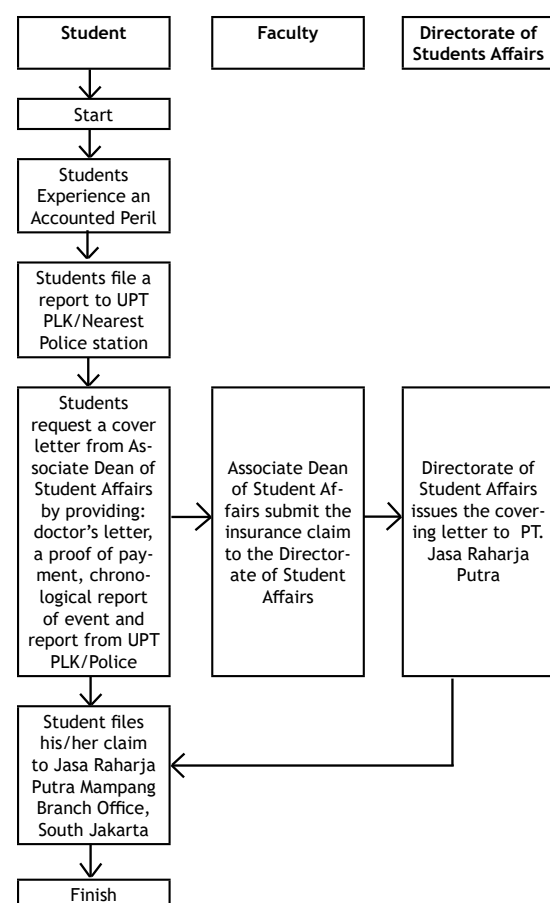 Student
Faculty
Directorate of
Students Affairs
Start
Students
Experience an
Accounted Peril
Students file a
report to UPT
PLK/Nearest
Police station
Students
request a cover
letter from As-
sociate Dean of
Student Affairs
by providing:
doctor's letter,
a proof of pay-
ment, chrono-
logical report
of event and
report from UPT
PLK/Police
Associate Dean
of Student Af-
fairs submit the
insurance claim
to the Director-
ate of Student
Affairs
Directorate of
Student Affairs
issues the cover-
ing letter to  PT.
Jasa Raharja
Putra
Student files
his/her claim
to Jasa Raharja
Putra Mampang
Branch Office,
South Jakarta
Finish